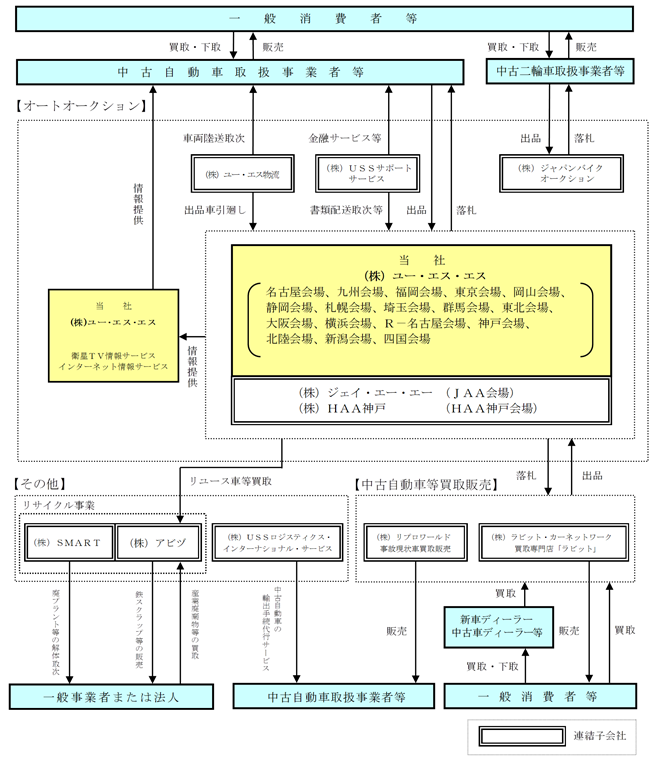 一般消費者等
買取・下取
販売
買取・下取
販売
中古自動車取扱事業者等
中古二輪車取扱事業者等
【オートオークション】
車両陸送取次
金融サービス等
出品
落札
(株)ユー・エス物流
(株)ＵＳＳサポート
サービス
(株)ジャパンバイク
オークション
情報提供
出品車引廻し
書類配送取次等
出品
落札
当社
(株)ユー・エス・エス
名古屋会場、九州会場、福岡会場、東京会場、岡山会場、
静岡会場、札幌会場、埼玉会場、群馬会場、東北会場、
大阪会場、横浜会場、Ｒ－名古屋会場、神戸会場、
北陸会場、新潟会場、四国会場
当社
(株)ユー・エス・エス
衛星ＴＶ情報サービス
インターネット情報サービス
情報提供
(株)ジェイ・エー・エー（ＪＡＡ会場）
(株)ＨＡＡ神戸（ＨＡＡ神戸会場）
【その他】
リユース車等買取
落札
出品
【中古自動車等買取販売】
リサイクル事業
(株)ＳＭＡＲＴ
(株)アビヅ
(株)ＵＳＳロジスティクス・
インターナショナル・サービス
(株)リプロワールド
事故現状車買取販売
(株)ラビット・カーネットワーク
買取専門店「ラビット」
廃プラント等の解体取次
鉄スクラップ等の販売
産業廃棄物等の買取
中古自動車の
輸出手続代行サービス
販売
買取
新車ディーラー
中古車ディーラー等
販売
買取
買取・下取
一般事業者または法人
中古自動車取扱事業者等
一般消費者等
連結子会社